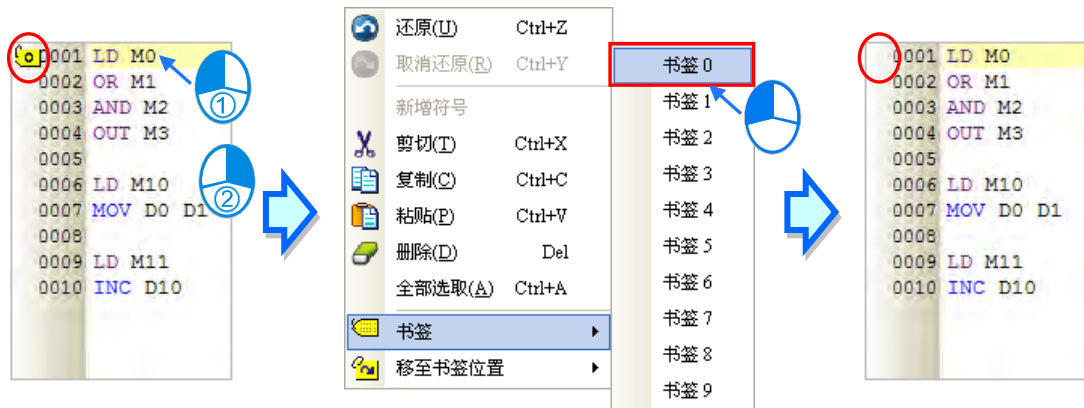 0001 LD M0
0002 OR M1
0003 AND M2
0004 OUT M3
0005
0006 LD M10
0007 MOV D0 D1
0008
0009 LD M11
0010 INC D10
①
②
还原(U) Ctrl+Z
取消还原(R) Ctrl+Y
新增符号
剪切(T) Ctrl+X
复制(C) Ctrl+C
粘贴(P) Ctrl+V
删除(D) Del
全部选取(A) Ctrl+A
书签
移至书签位置
书签 0
书签 1
书签 2
书签 3
书签 4
书签 5
书签 6
书签 7
书签 8
书签 9
0001 LD M0
0002 OR M1
0003 AND M2
0004 OUT M3
0005
0006 LD M10
0007 MOV D0 D1
0008
0009 LD M11
0010 INC D10